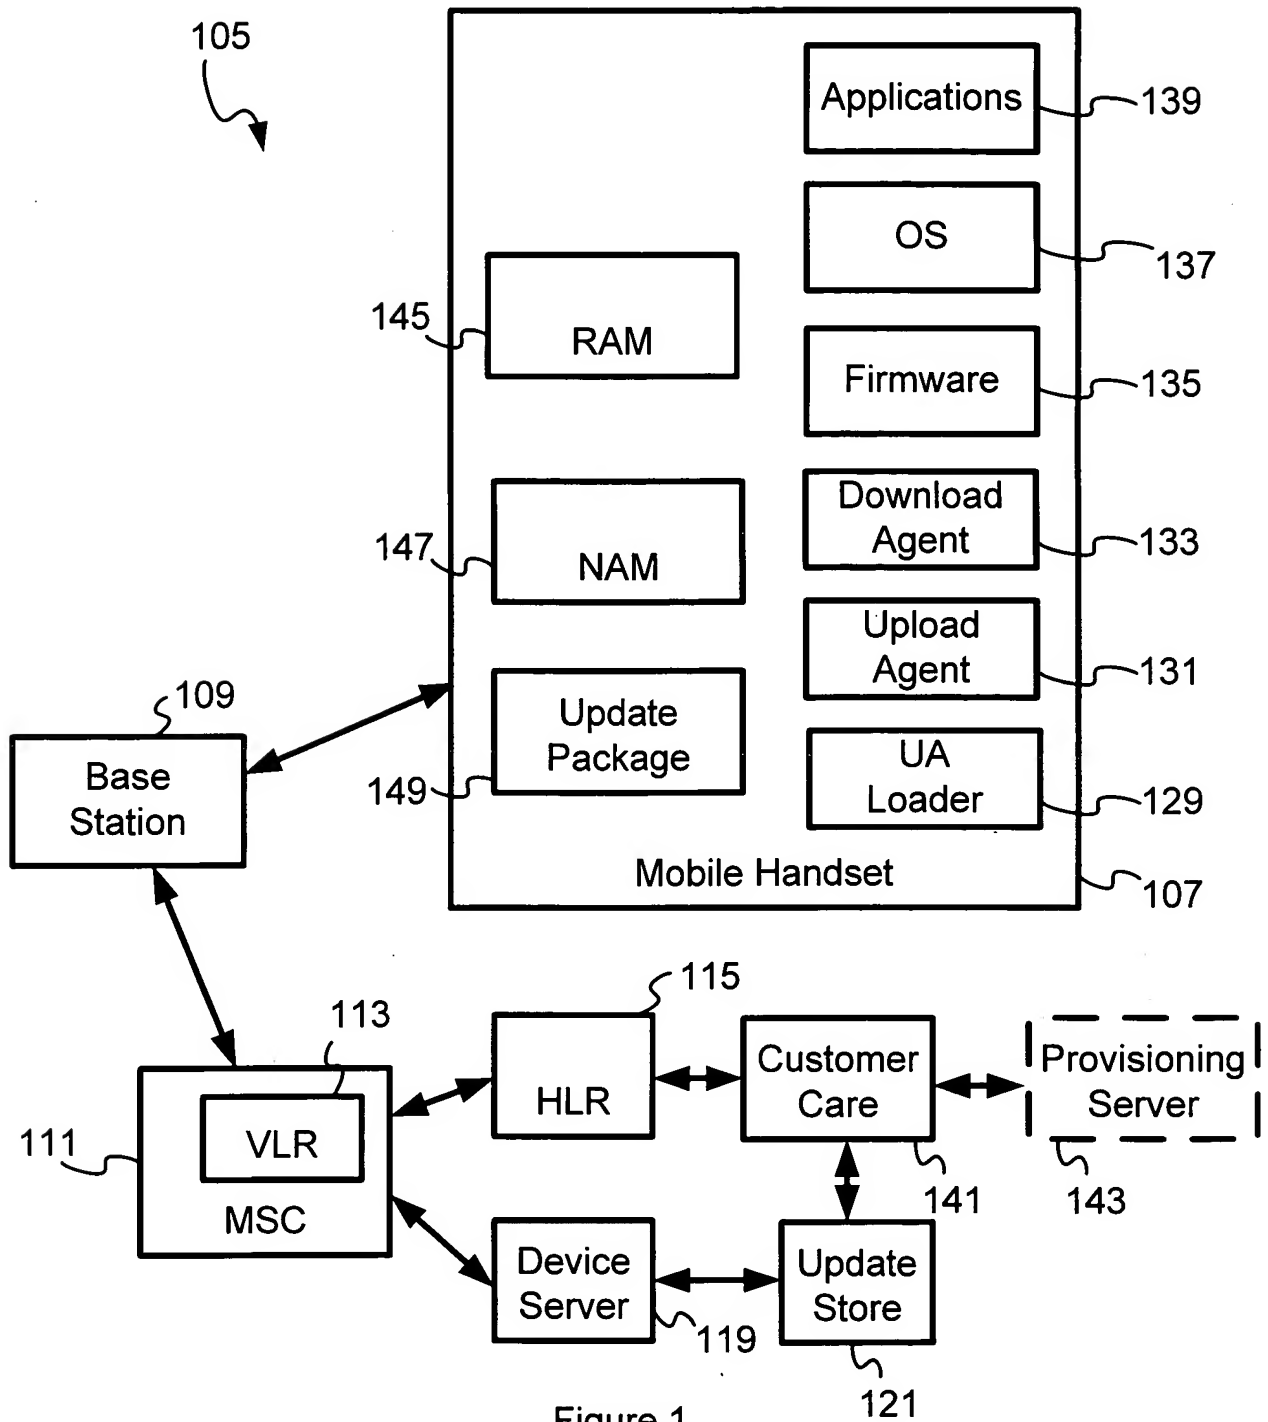 105
Applications
139
OS
137
145
RAM
Firmware
135
Download
Agent
133
147
NAM
Upload
Agent
131
109
Update
Package
149
UA
Loader
129
Base
Station
Mobile Handset
107
115
113
HLR
Customer
Care
Provisioning
Server
111
VLR
MSC
141
143
Device
Server
119
Update
Store
121
Figure 1